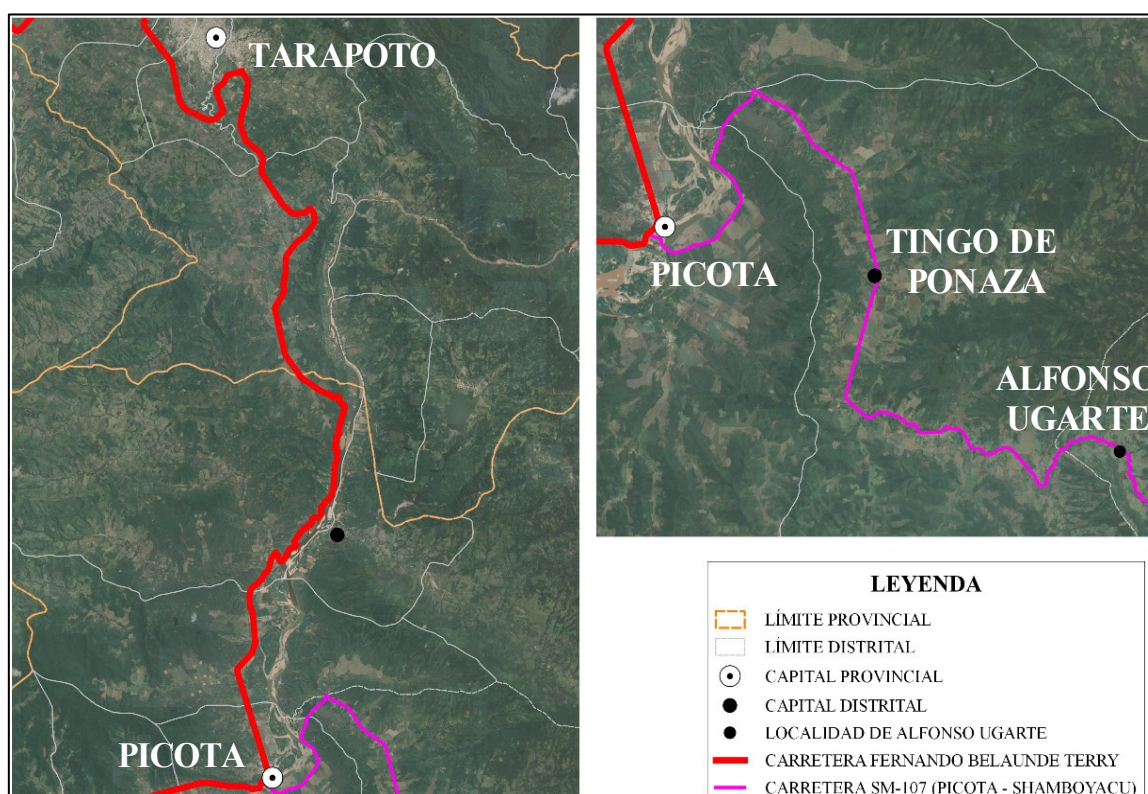 TARAPOTO
PICOTA
PICOTA
TINGO DE
PONAZA
ALFONSO
UGARTE
LEYENDA
LÍMITE PROVINCIAL
LÍMITE DISTRITAL
CAPITAL PROVINCIAL
CAPITAL DISTRITAL
LOCALIDAD DE ALFONSO UGARTE
CARRETERA FERNANDO BELAUNDE TERRY
CARRETERA SM-107 (PICOTA - SHAMBOYACU)